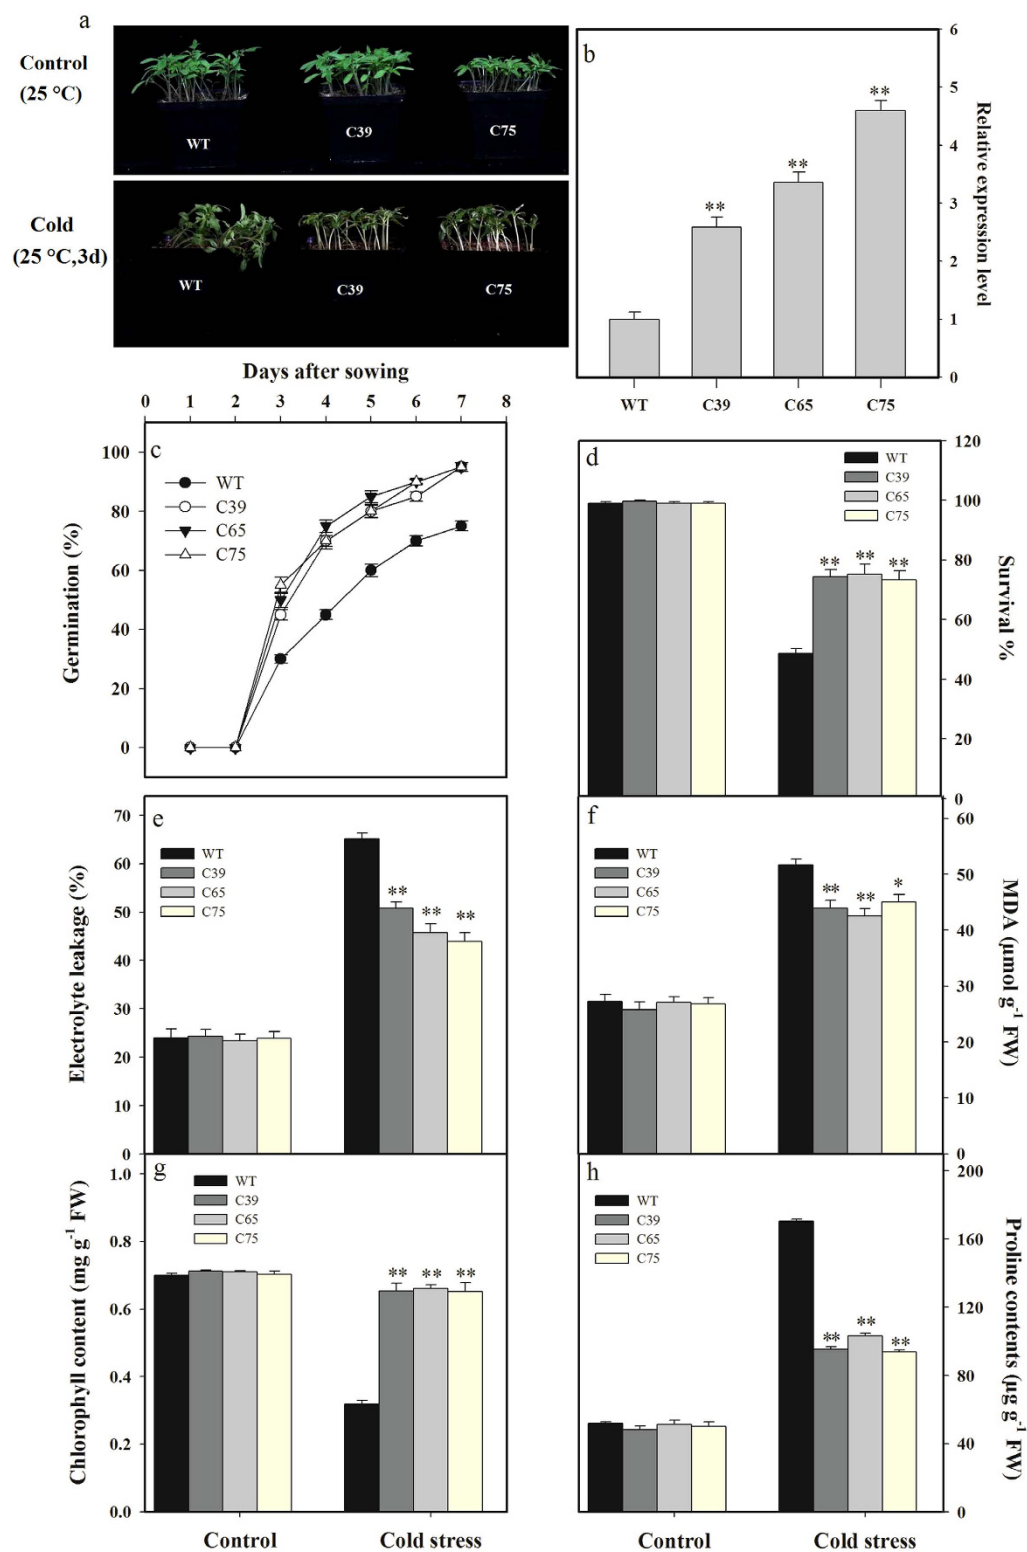 a
Control
(25 °C)
WT
C39
C75
Cold
(25 °C,3d)
WT
C39
C75
b
**
**
**
6
5
4
3
2
1
0
Relative expression level
WT
C39
C65
C75
Days after sowing
0 1 2 3 4 5 6 7 8
c
WT
C39
C65
C75
100
80
60
40
20
0
Germination (%)
d
WT
C39
C65
C75
** ** **
120
100
80
60
40
20
0
Survival %
e
WT
C39
C65
C75
**
**
**
70
60
50
40
30
20
10
0
Electrolyte leakage (%)
f
WT
C39
C65
C75
**
**
*
60
50
40
30
20
10
0
MDA (µmol g⁻¹ FW)
g
WT
C39
C65
C75
** ** **
1.0
0.8
0.6
0.4
0.2
0.0
Chlorophyll content (mg g⁻¹ FW)
Control
Cold stress
h
WT
C39
C65
C75
**
**
**
200
160
120
80
40
0
Proline contents (µg g⁻¹ FW)
Control
Cold stress